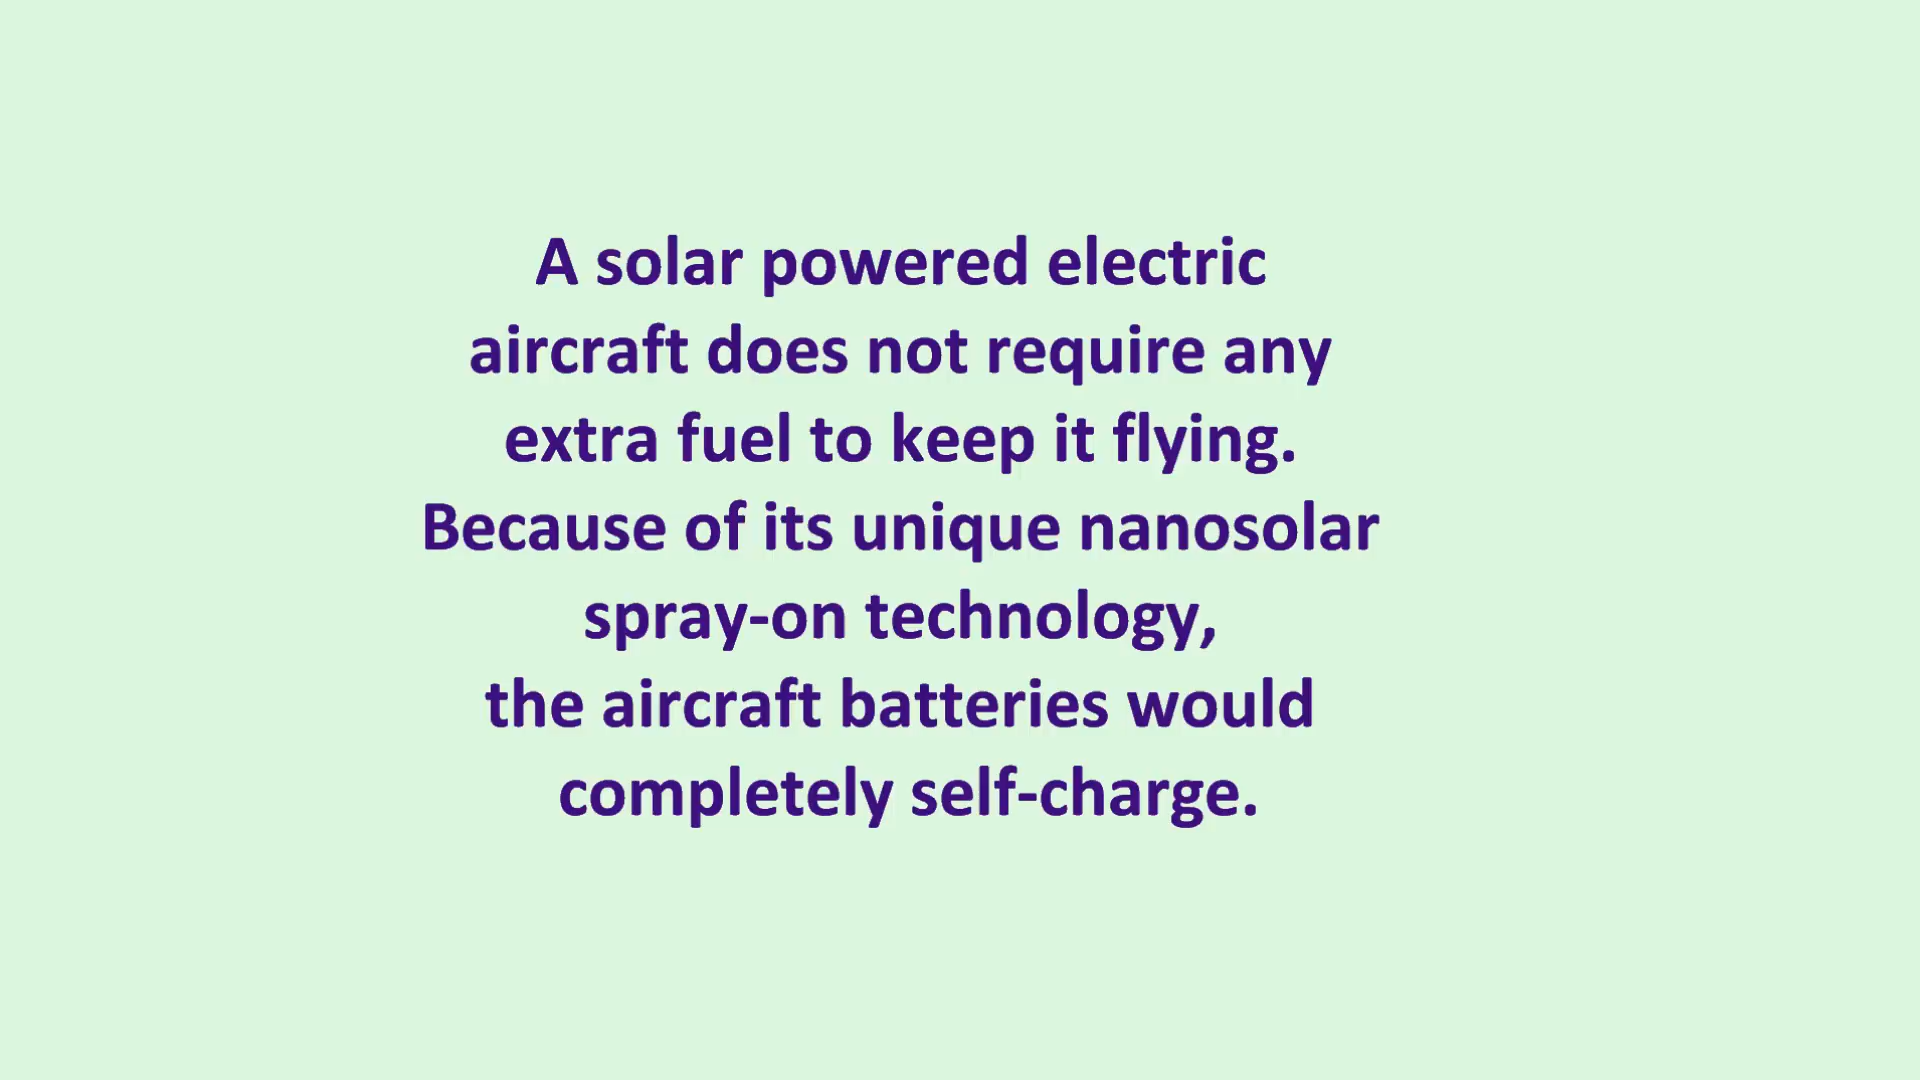 A solar powered electric
aircraft does not require any
extra fuel to keep it flying.
Because of its unique nanosolar
spray-on technology,
the aircraft batteries would
completely self-charge.